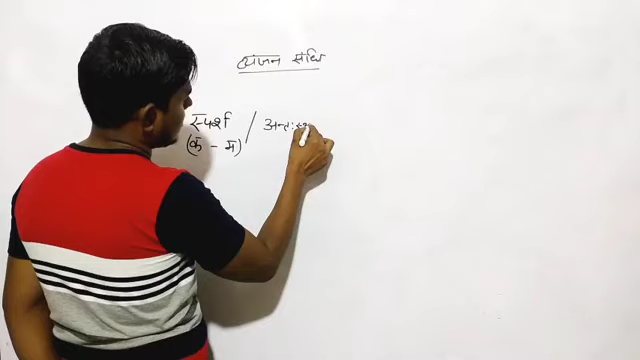 व्यंजन संधि
स्पर्श / अन्तःस्थ
(क - म)